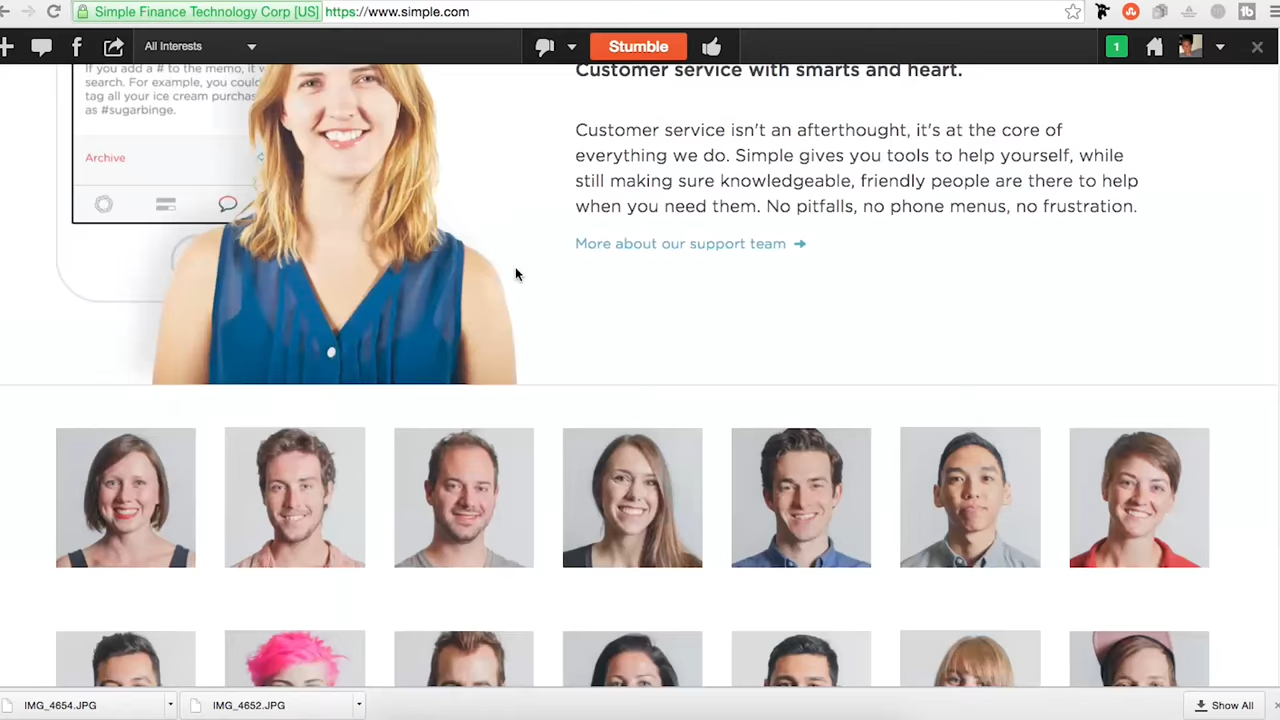 Simple Finance Technology Corp [US] https://www.simple.com
All Interests
Stumble
1
If you add a # to the memo, it
search. For example, you could
tag all your ice cream purchas
as #sugarbinge.
Archive
Customer service with smarts and heart.
Customer service isn't an afterthought, it's at the core of
everything we do. Simple gives you tools to help yourself, while
still making sure knowledgeable, friendly people are there to help
when you need them. No pitfalls, no phone menus, no frustration.
More about our support team
IMG_4654.JPG
IMG_4652.JPG
Show All